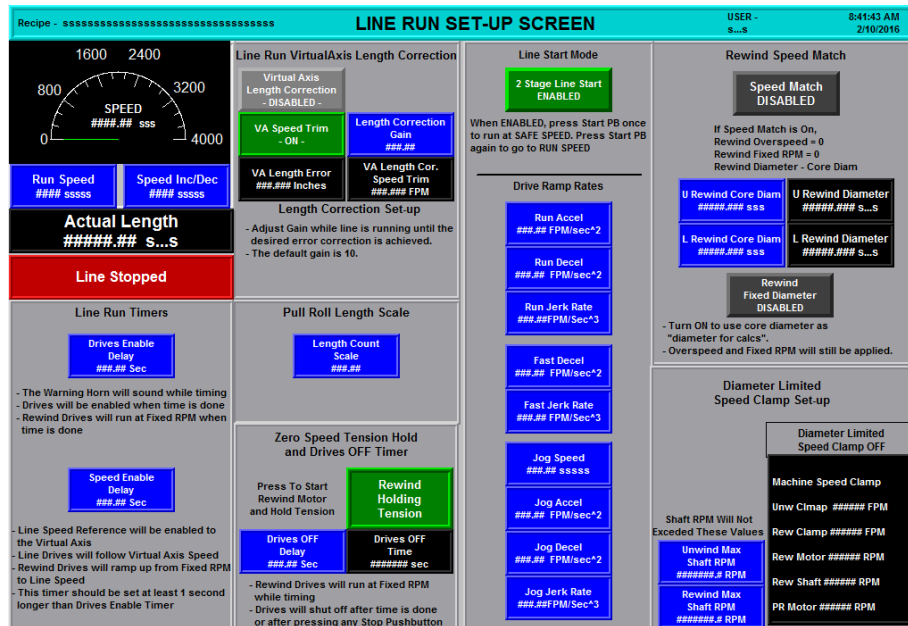 Recipe - sssssssssssssssssssssssssssssssss
LINE RUN SET-UP SCREEN
USER -
s...s
8:41:43 AM
2/10/2016
1600
2400
800
3200
0
4000
SPEED
####.## sss
Run Speed
#### sssss
Speed Inc/Dec
#### sssss
Actual Length
#####.## s...s
Line Stopped
Line Run VirtualAxis Length Correction
Virtual Axis
Length Correction
- DISABLED -
VA Speed Trim
- ON -
Length Correction
Gain
###.##
VA Length Error
###.### Inches
VA Length Cor.
Speed Trim
###.### FPM
Length Correction Set-up
- Adjust Gain while line is running until the
desired error correction is achieved.
- The default gain is 10.
Line Run Timers
Drives Enable
Delay
###.## Sec
- The Warning Horn will sound while timing
- Drives will be enabled when time is done
- Rewind Drives will run at Fixed RPM when
time is done
Speed Enable
Delay
###.## Sec
- Line Speed Reference will be enabled to
the Virtual Axis
- Line Drives will follow Virtual Axis Speed
- Rewind Drives will ramp up from Fixed RPM
to Line Speed
- This timer should be set at least 1 second
longer than Drives Enable Timer
Pull Roll Length Scale
Length Count
Scale
###.##
Zero Speed Tension Hold
and Drives OFF Timer
Press To Start
Rewind Motor
and Hold Tension
Rewind
Holding
Tension
Drives OFF
Delay
###.## Sec
Drives OFF
Time
####### sec
- Rewind Drives will run at Fixed RPM
while timing
- Drives will shut off after time is done
or after pressing any Stop Pushbutton
Line Start Mode
2 Stage Line Start
ENABLED
When ENABLED, press Start PB once
to run at SAFE SPEED. Press Start PB
again to go to RUN SPEED
Drive Ramp Rates
Run Accel
###.## FPM/sec^2
Run Decel
###.## FPM/sec^2
Run Jerk Rate
###.##FPM/Sec^3
Fast Decel
###.## FPM/sec^2
Fast Jerk Rate
###.## FPM/Sec^3
Jog Speed
###.## sssss
Jog Accel
###.## FPM/sec^2
Jog Decel
###.## FPM/sec^2
Jog Jerk Rate
###.##FPM/Sec^3
Rewind Speed Match
Speed Match
DISABLED
If Speed Match is On,
Rewind Overspeed = 0
Rewind Fixed RPM = 0
Rewind Diameter - Core Diam
U Rewind Core Diam
#####.### sss
U Rewind Diameter
#####.### s...s
L Rewind Core Diam
#####.### sss
L Rewind Diameter
####.### s...s
Rewind
Fixed Diameter
DISABLED
- Turn ON to use core diameter as
"diameter for calcs".
- Overspeed and Fixed RPM will still be applied.
Diameter Limited
Speed Clamp Set-up
Diameter Limited
Speed Clamp OFF
Machine Speed Clamp
Unw Clmap ###### FPM
Rew Clamp ###### FPM
Rew Motor ###### RPM
Rew Shaft ###### RPM
PR Motor ###### RPM
Shaft RPM Will Not
Exceeded These Values
Unwind Max
Shaft RPM
#######.# RPM
Rewind Max
Shaft RPM
#######.# RPM